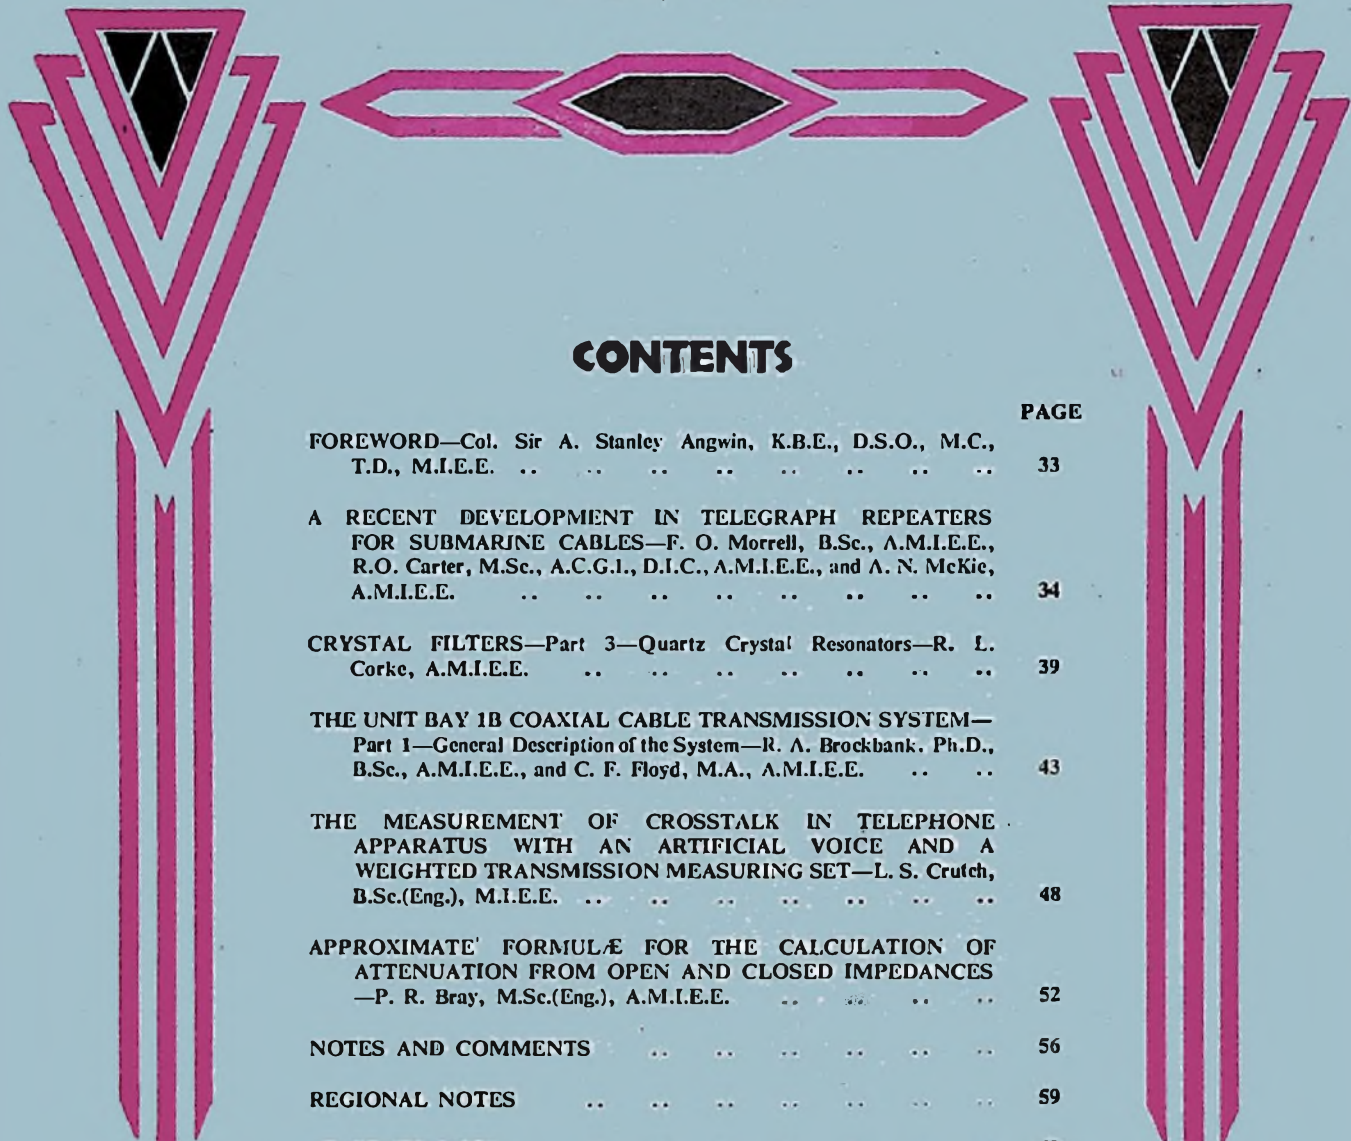 CONTENTS
PAGE
FOREWORD—Col. Sir A. Stanley Angwin, K.B.E., D.S.O., M.C.,
T.D., M.I.E.E. .. .. .. .. .. .. .. .. 33
A RECENT DEVELOPMENT IN TELEGRAPH REPEATERS
FOR SUBMARINE CABLES—F. O. Morrell, B.Sc., A.M.I.E.E.,
R.O. Carter, M.Sc., A.C.G.I., D.I.C., A.M.I.E.E., and A. N. McKie,
A.M.I.E.E. .. .. .. .. .. .. .. .. 34
CRYSTAL FILTERS—Part 3—Quartz Crystal Resonators—R. L.
Corke, A.M.I.E.E. .. .. .. .. .. .. .. 39
THE UNIT BAY 1B COAXIAL CABLE TRANSMISSION SYSTEM—
Part 1—General Description of the System—R. A. Brockbank, Ph.D.,
B.Sc., A.M.I.E.E., and C. F. Floyd, M.A., A.M.I.E.E. .. .. 43
THE MEASUREMENT OF CROSSTALK IN TELEPHONE
APPARATUS WITH AN ARTIFICIAL VOICE AND A
WEIGHTED TRANSMISSION MEASURING SET—L. S. Crutch,
B.Sc.(Eng.), M.I.E.E. .. .. .. .. .. .. .. 48
APPROXIMATE FORMULÆ FOR THE CALCULATION OF
ATTENUATION FROM OPEN AND CLOSED IMPEDANCES
—P. R. Bray, M.Sc.(Eng.), A.M.I.E.E. .. .. .. .. 52
NOTES AND COMMENTS .. .. .. .. .. .. 56
REGIONAL NOTES .. .. .. .. .. .. .. 59